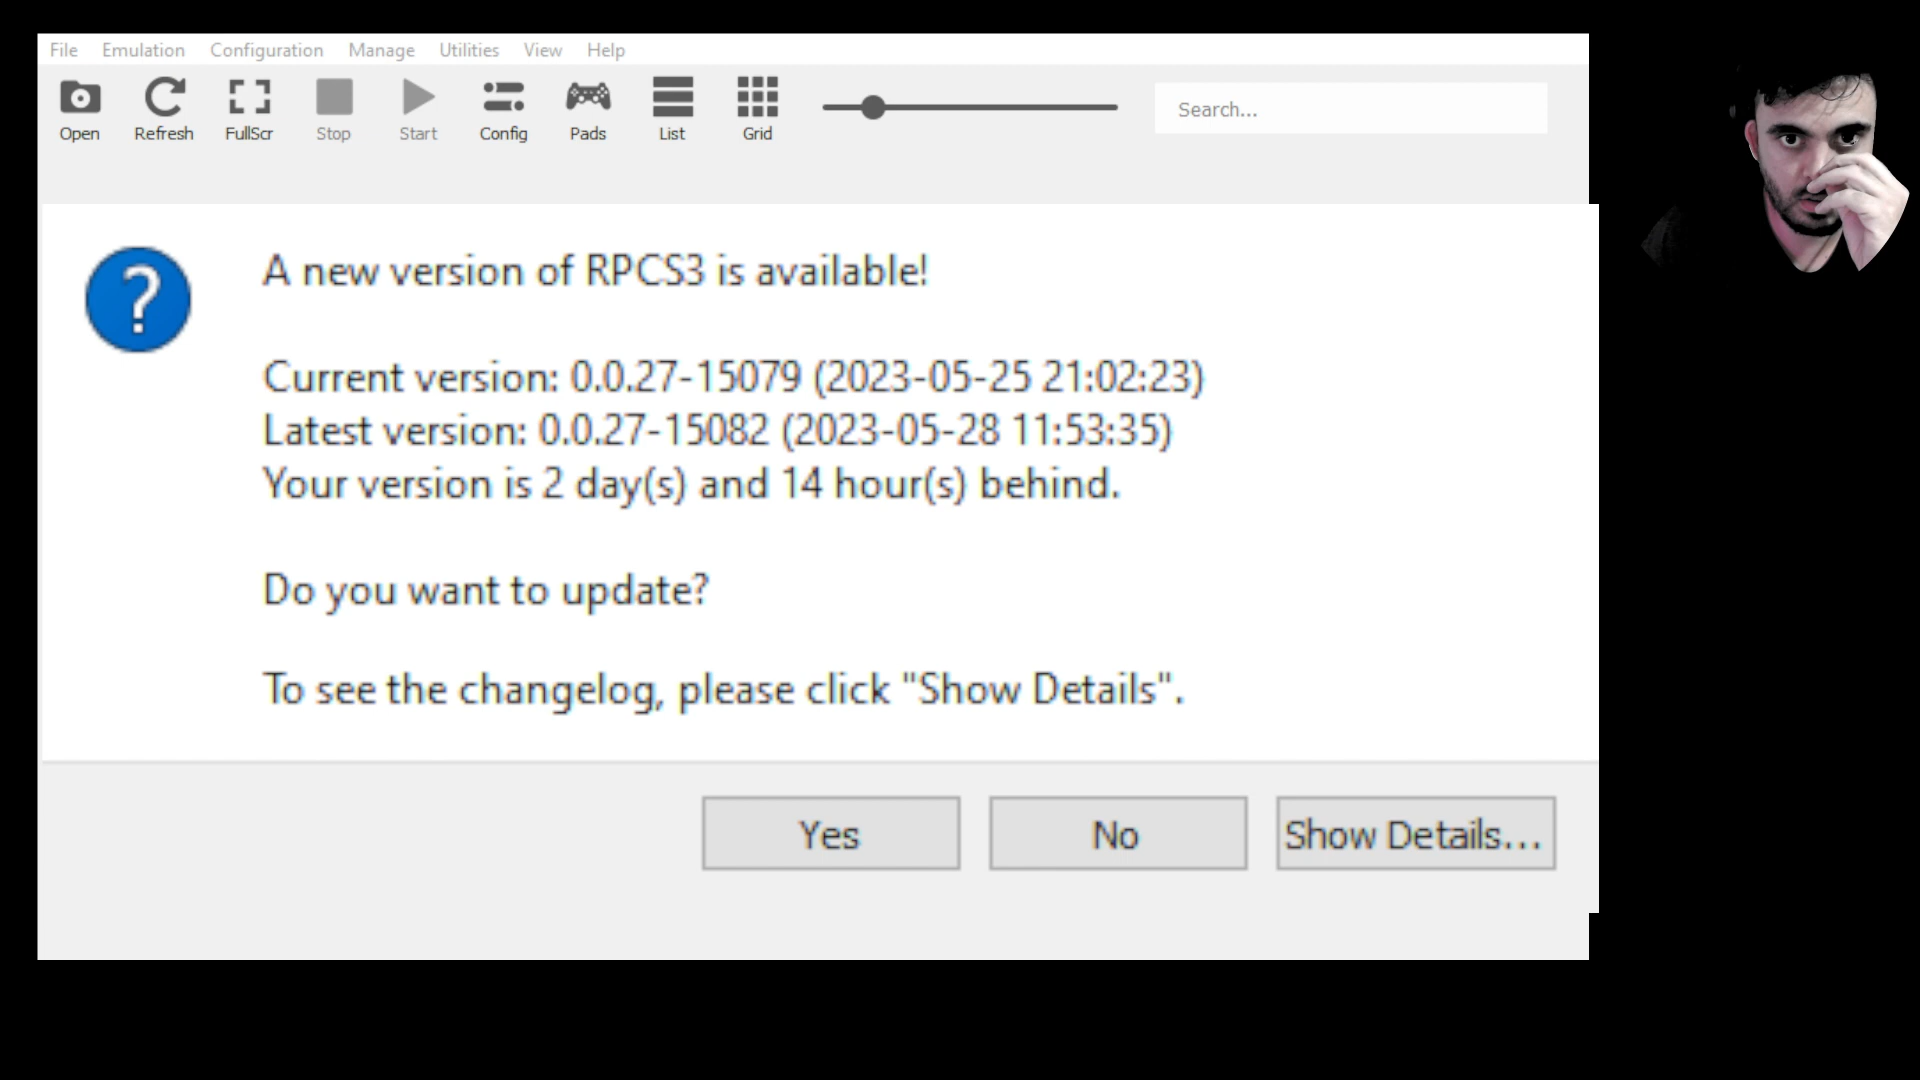 File Emulation Configuration Manage Utilities View Help
Open Refresh FullScr Stop Start Config Pads List Grid
Search...
A new version of RPCS3 is available!
Current version: 0.0.27-15079 (2023-05-25 21:02:23)
Latest version: 0.0.27-15082 (2023-05-28 11:53:35)
Your version is 2 day(s) and 14 hour(s) behind.
Do you want to update?
To see the changelog, please click "Show Details".
Yes No Show Details...